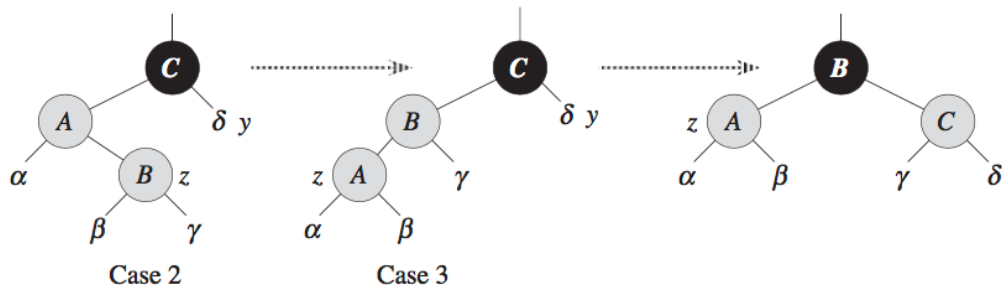 C C B
A δ y B δ y z A C
α B z z A γ α β γ δ
β γ α β
Case 2 Case 3